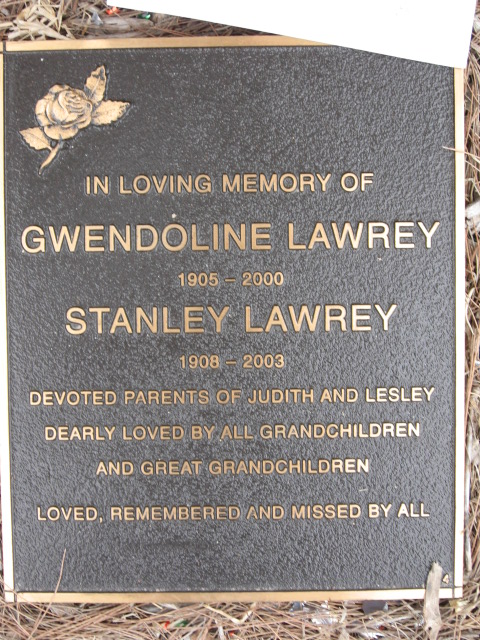 IN LOVING MEMORY OF
GWENDOLINE LAWREY
1905 – 2000
STANLEY LAWREY
1908 – 2003
DEVOTED PARENTS OF JUDITH AND LESLEY
DEARLY LOVED BY ALL GRANDCHILDREN
AND GREAT GRANDCHILDREN
LOVED, REMEMBERED AND MISSED BY ALL